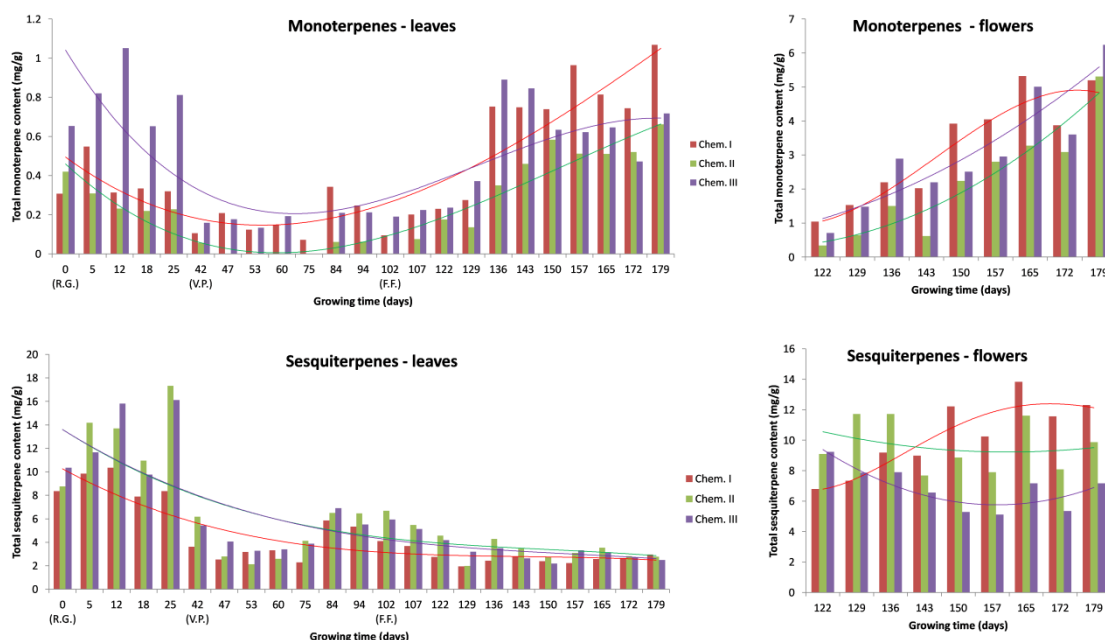 Monoterpenes - leaves
Total monoterpene content (mg/g)
1.2
1
0.8
0.6
0.4
0.2
0
0 5 12 18 25 42 47 53 60 75 84 94 102 107 122 129 136 143 150 157 165 172 179
(R.G.) (V.P.) (F.F.)
Growing time (days)
Chem. I
Chem. II
Chem. III
Monoterpenes - flowers
Total monoterpene content (mg/g)
7
6
5
4
3
2
1
0
122 129 136 143 150 157 165 172 179
Growing time (days)
Sesquiterpenes - leaves
Total sesquiterpene content (mg/g)
20
18
16
14
12
10
8
6
4
2
0
0 5 12 18 25 42 47 53 60 75 84 94 102 107 122 129 136 143 150 157 165 172 179
(R.G.) (V.P.) (F.F.)
Growing time (days)
Chem. I
Chem. II
Chem. III
Sesquiterpenes - flowers
Total sesquiterpene content (mg/g)
16
14
12
10
8
6
4
2
0
122 129 136 143 150 157 165 172 179
Growing time (days)